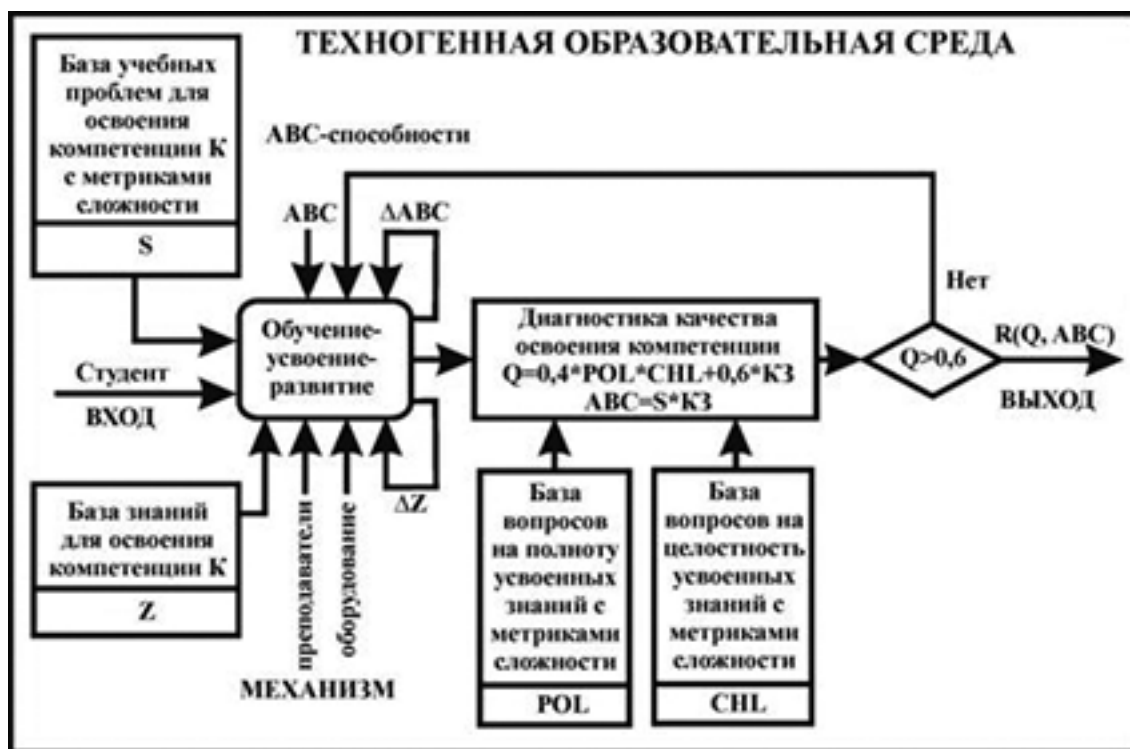 ТЕХНОГЕННАЯ ОБРАЗОВАТЕЛЬНАЯ СРЕДА
База учебных
проблем для
освоения
компетенции К
с метриками
сложности
S
АВС-способности
АВС
ΔАВС
Нет
Обучение-
усвоение-
развитие
Диагностика качества
освоения компетенции
Q=0,4*POL*CHL+0,6*КЗ
АВС=S*КЗ
Q>0,6
R(Q, АВС)
ВЫХОД
Студент
ВХОД
База знаний
для освоения
компетенции К
Z
преподаватели
оборудование
ΔZ
МЕХАНИЗМ
База
вопросов
на полноту
усвоенных
знаний с
метриками
сложности
POL
База
вопросов на
целостность
усвоенных
знаний с
метриками
сложности
CHL